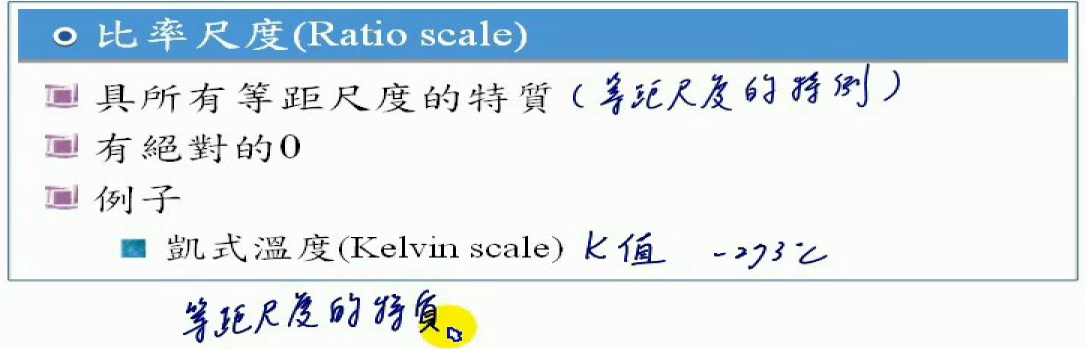 比率尺度(Ratio scale)
具所有等距尺度的特質(等距尺度的特例)
有絕對的0
例子
凱式溫度(Kelvin scale) K值 -273℃
等距尺度的特質